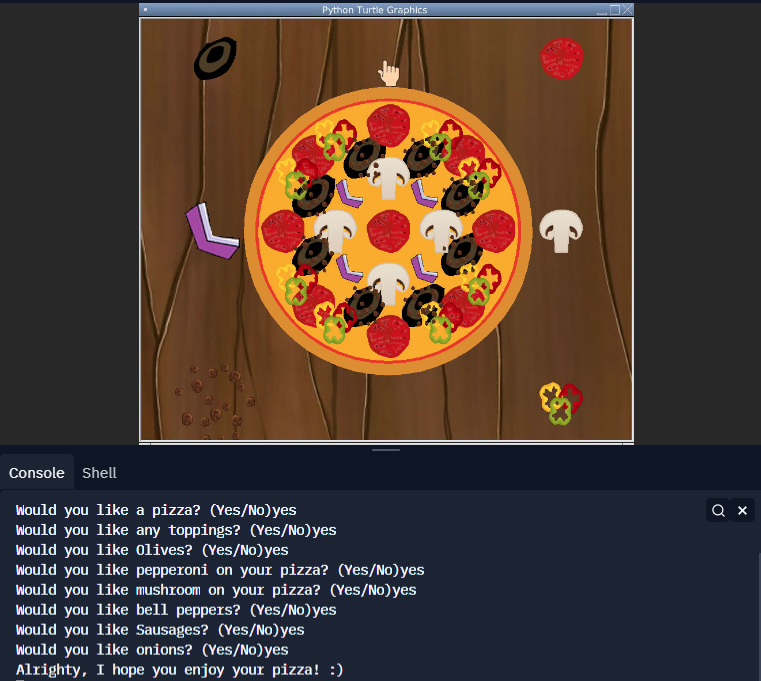 Python Turtle Graphics
Console
Shell
Would you like a pizza? (Yes/No)yes
Would you like any toppings? (Yes/No)yes
Would you like Olives? (Yes/No)yes
Would you like pepperoni on your pizza? (Yes/No)yes
Would you like mushroom on your pizza? (Yes/No)yes
Would you like bell peppers? (Yes/No)yes
Would you like Sausages? (Yes/No)yes
Would you like onions? (Yes/No)yes
Alrighty, I hope you enjoy your pizza! :)